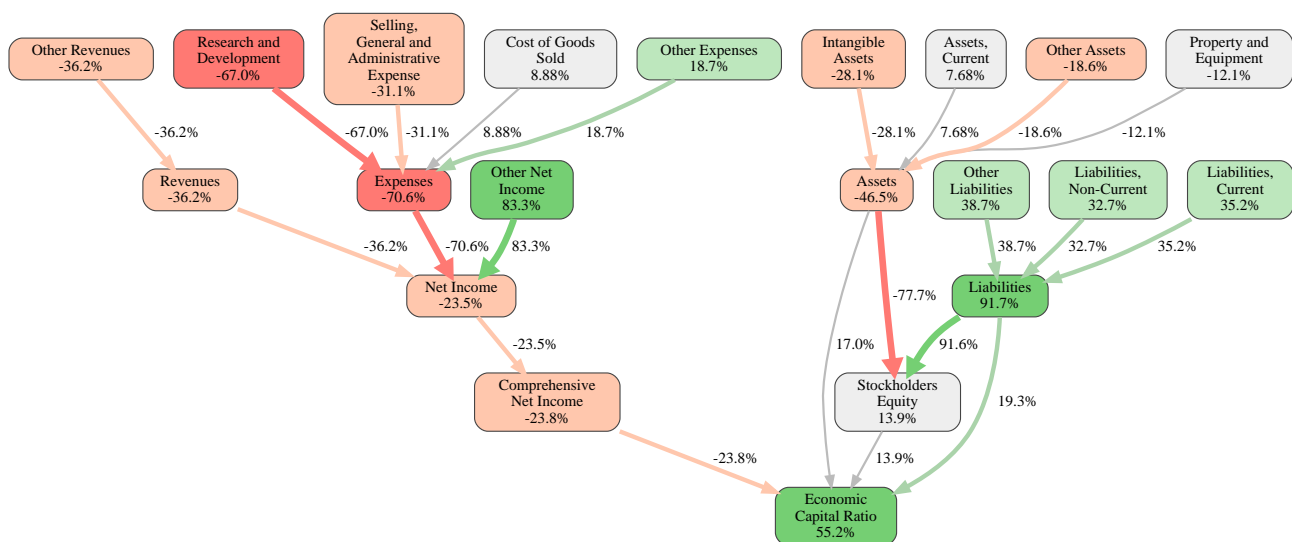 Other Revenues
-36.2%
Research and
Development
-67.0%
Selling,
General and
Administrative
Expense
-31.1%
Cost of Goods
Sold
8.88%
Other Expenses
18.7%
Intangible
Assets
-28.1%
Assets,
Current
7.68%
Other Assets
-18.6%
Property and
Equipment
-12.1%
-36.2%
-67.0%
-31.1%
8.88%
18.7%
-28.1%
7.68%
-18.6%
-12.1%
Revenues
-36.2%
Expenses
-70.6%
Other Net
Income
83.3%
Assets
-46.5%
Other
Liabilities
38.7%
Liabilities,
Non-Current
32.7%
Liabilities,
Current
35.2%
-36.2%
-70.6%
83.3%
38.7%
32.7%
35.2%
Net Income
-23.5%
Liabilities
91.7%
-77.7%
-23.5%
17.0%
91.6%
Comprehensive
Net Income
-23.8%
Stockholders
Equity
13.9%
19.3%
-23.8%
13.9%
Economic
Capital Ratio
55.2%